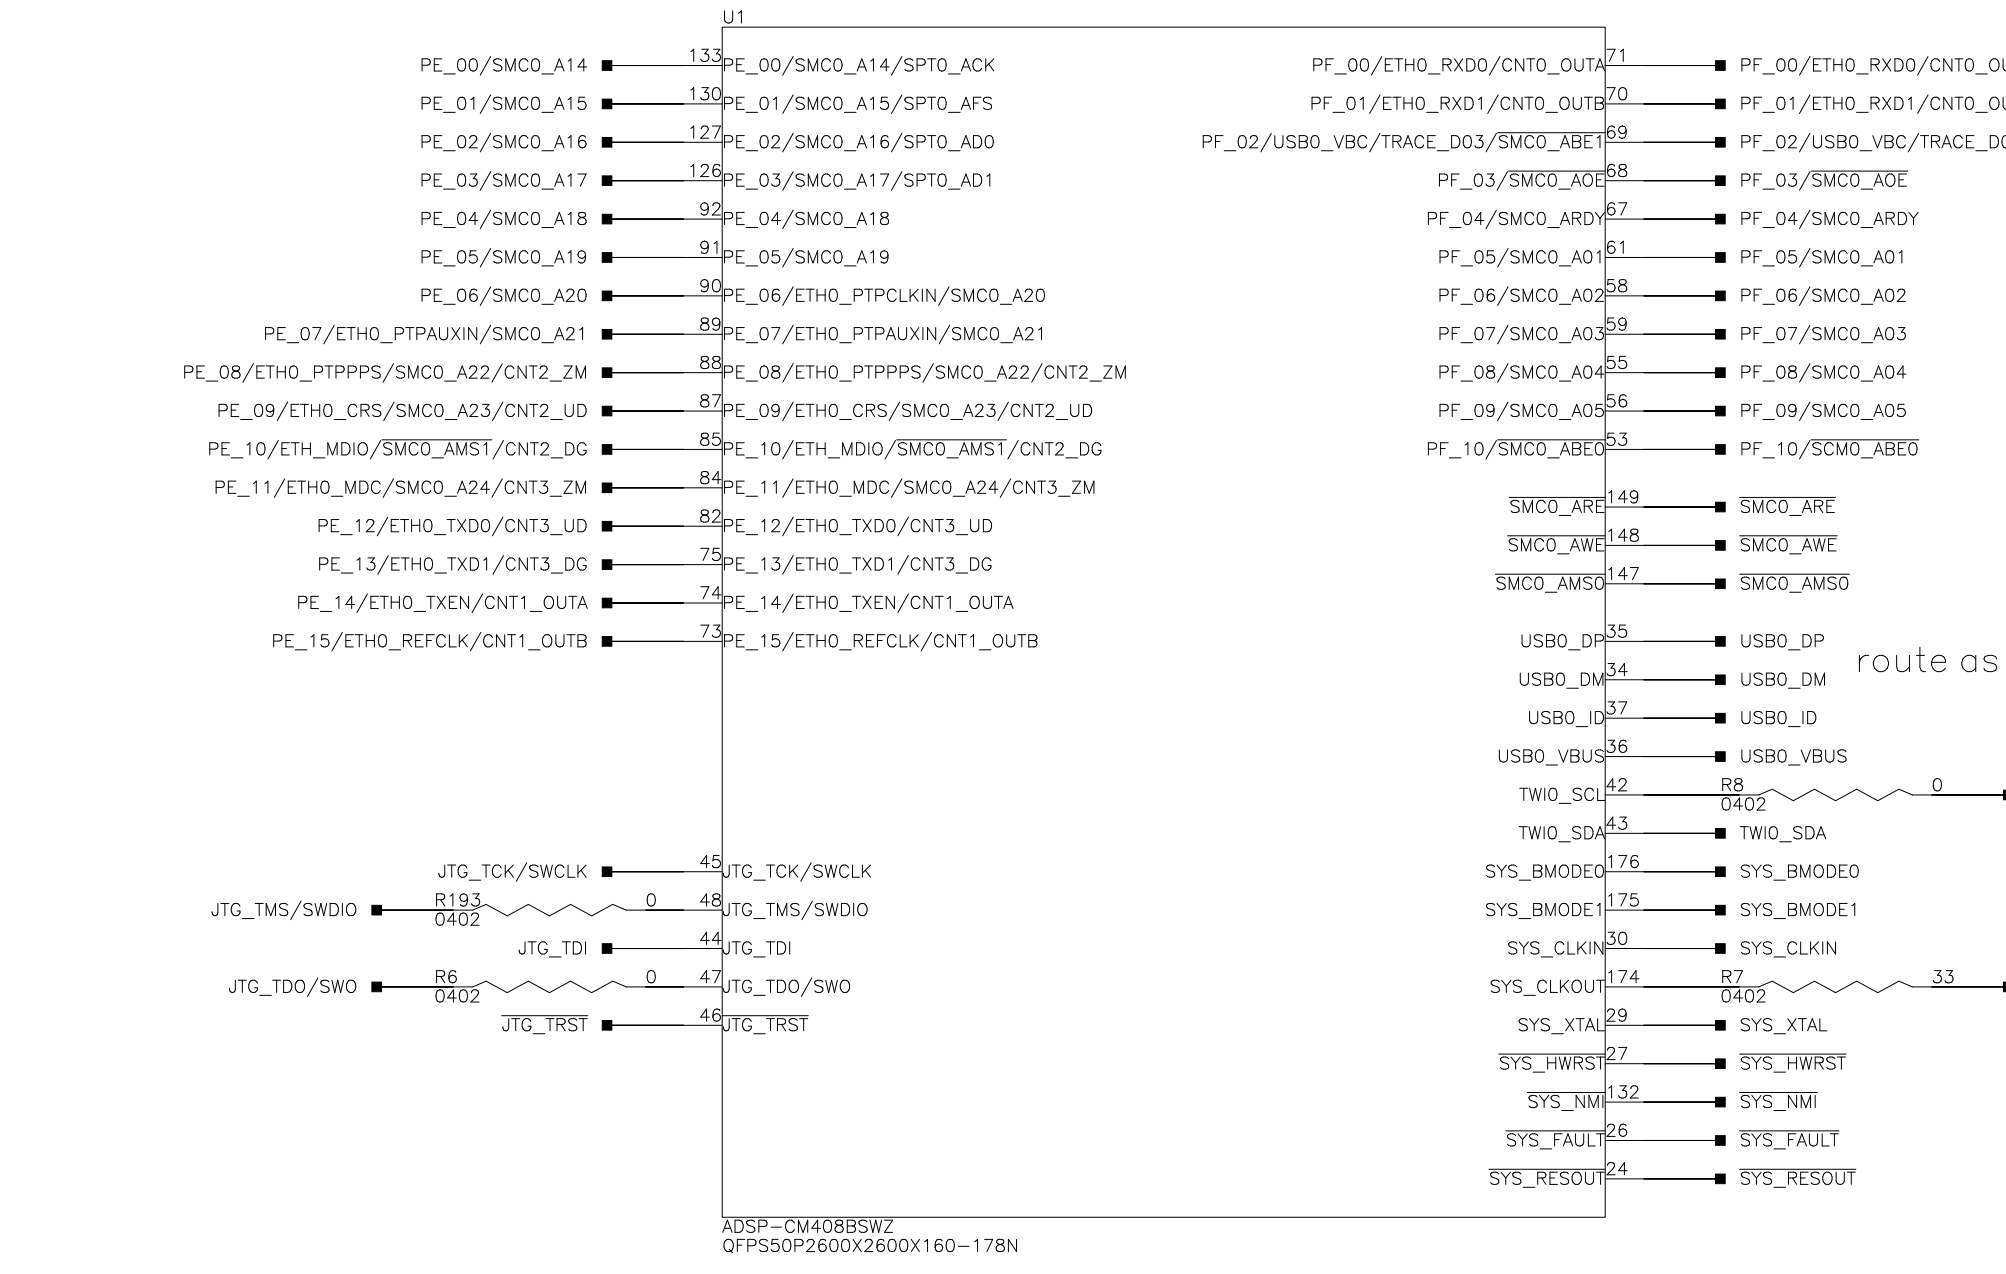 U1
PE_00/SMC0_A14 133 PE_00/SMC0_A14/SPT0_ACK PF_00/ETH0_RXD0/CNT0_OUTA 71 PF_00/ETH0_RXD0/CNT0_OU
PE_01/SMC0_A15 130 PE_01/SMC0_A15/SPT0_AFS PF_01/ETH0_RXD1/CNT0_OUTB 70 PF_01/ETH0_RXD1/CNT0_OU
PE_02/SMC0_A16 127 PE_02/SMC0_A16/SPT0_AD0 PF_02/USB0_VBC/TRACE_D03/SMC0_ABE1 69 PF_02/USB0_VBC/TRACE_D0
PE_03/SMC0_A17 126 PE_03/SMC0_A17/SPT0_AD1 PF_03/SMC0_AOE 68 PF_03/SMC0_AOE
PE_04/SMC0_A18 92 PE_04/SMC0_A18 PF_04/SMC0_ARDY 67 PF_04/SMC0_ARDY
PE_05/SMC0_A19 91 PE_05/SMC0_A19 PF_05/SMC0_A01 61 PF_05/SMC0_A01
PE_06/SMC0_A20 90 PE_06/ETH0_PTPCLKIN/SMC0_A20 PF_06/SMC0_A02 58 PF_06/SMC0_A02
PE_07/ETH0_PTPAUXIN/SMC0_A21 89 PE_07/ETH0_PTPAUXIN/SMC0_A21 PF_07/SMC0_A03 59 PF_07/SMC0_A03
PE_08/ETH0_PTPPPS/SMC0_A22/CNT2_ZM 88 PE_08/ETH0_PTPPPS/SMC0_A22/CNT2_ZM PF_08/SMC0_A04 55 PF_08/SMC0_A04
PE_09/ETH0_CRS/SMC0_A23/CNT2_UD 87 PE_09/ETH0_CRS/SMC0_A23/CNT2_UD PF_09/SMC0_A05 56 PF_09/SMC0_A05
PE_10/ETH_MDIO/SMC0_AMS1/CNT2_DG 85 PE_10/ETH_MDIO/SMC0_AMS1/CNT2_DG PF_10/SMC0_ABE0 53 PF_10/SCM0_ABE0
PE_11/ETH0_MDC/SMC0_A24/CNT3_ZM 84 PE_11/ETH0_MDC/SMC0_A24/CNT3_ZM
SMC0_ARE 149 SMC0_ARE
PE_12/ETH0_TXD0/CNT3_UD 82 PE_12/ETH0_TXD0/CNT3_UD
SMC0_AWE 148 SMC0_AWE
PE_13/ETH0_TXD1/CNT3_DG 75 PE_13/ETH0_TXD1/CNT3_DG
SMC0_AMS0 147 SMC0_AMS0
PE_14/ETH0_TXEN/CNT1_OUTA 74 PE_14/ETH0_TXEN/CNT1_OUTA
PE_15/ETH0_REFCLK/CNT1_OUTB 73 PE_15/ETH0_REFCLK/CNT1_OUTB USB0_DP 35 USB0_DP
route as
USB0_DM 34 USB0_DM
USB0_ID 37 USB0_ID
USB0_VBUS 36 USB0_VBUS
TWI0_SCL 42 R8 0
0402
TWI0_SDA 43 TWI0_SDA
JTG_TCK/SWCLK 45 JTG_TCK/SWCLK SYS_BMODE0 176 SYS_BMODE0
JTG_TMS/SWDIO R193 0 48 JTG_TMS/SWDIO SYS_BMODE1 175 SYS_BMODE1
0402
JTG_TDI 44 JTG_TDI SYS_CLKIN 30 SYS_CLKIN
JTG_TDO/SWO R6 0 47 JTG_TDO/SWO SYS_CLKOUT 174 R7 33
0402 0402
JTG_TRST 46 JTG_TRST SYS_XTAL 29 SYS_XTAL
SYS_HWRST 27 SYS_HWRST
SYS_NMI 132 SYS_NMI
SYS_FAULT 26 SYS_FAULT
SYS_RESOUT 24 SYS_RESOUT
ADSP-CM408BSWZ
QFPS50P2600X2600X160-178N